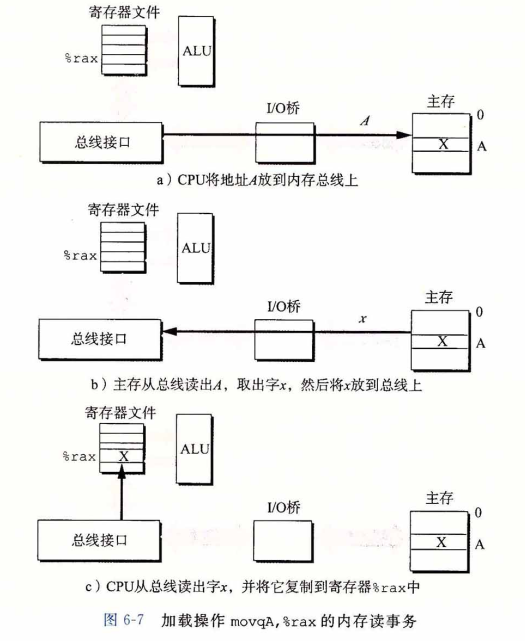 寄存器文件
%rax
ALU
I/O桥
主存
0
A
总线接口
X
A
a）CPU将地址A放到内存总线上
寄存器文件
%rax
ALU
I/O桥
主存
0
x
总线接口
X
A
b）主存从总线读出A，取出字x，然后将x放到总线上
寄存器文件
%rax
X
ALU
I/O桥
主存
0
总线接口
X
A
c）CPU从总线读出字x，并将它复制到寄存器%rax中
图 6-7 加载操作 movqA,%rax 的内存读事务